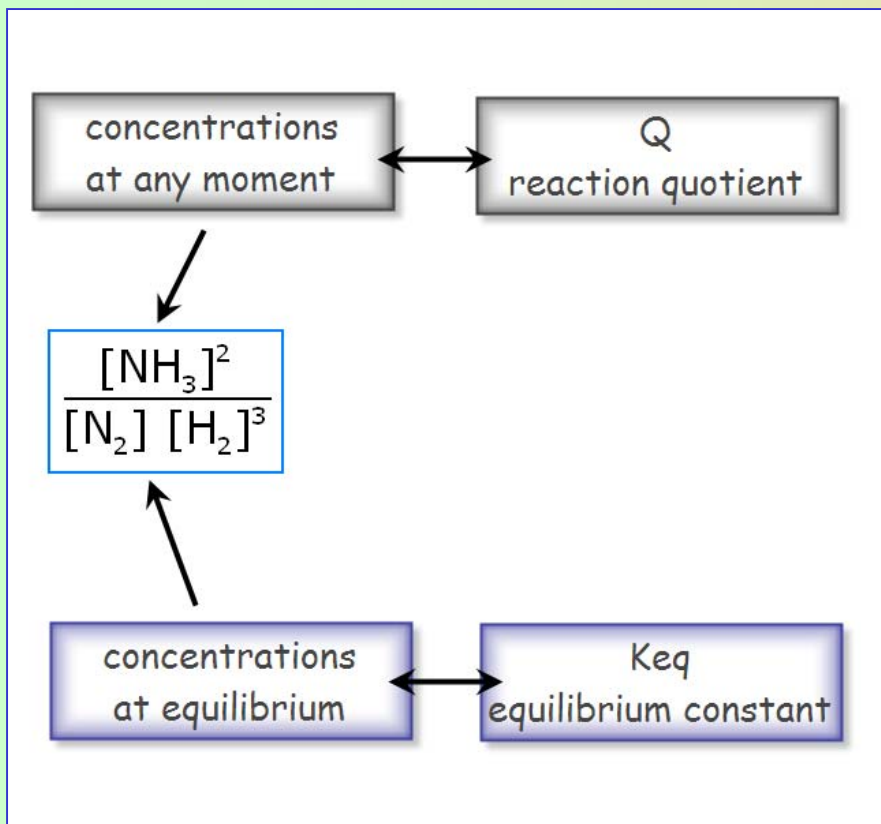 concentrations
at any moment
Q
reaction quotient
[NH₃]²
[N₂] [H₂]³
concentrations
at equilibrium
Keq
equilibrium constant